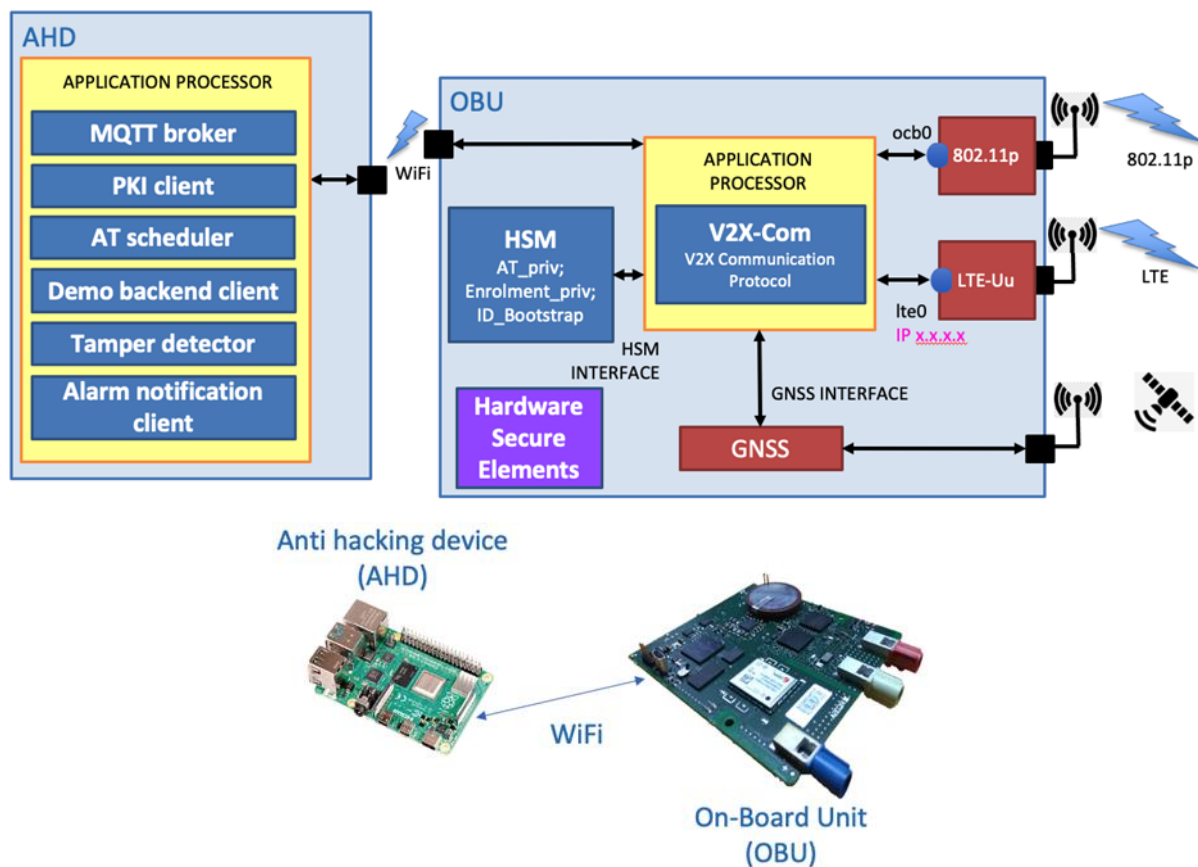 AHD
APPLICATION PROCESSOR
MQTT broker
PKI client
AT scheduler
Demo backend client
Tamper detector
Alarm notification
client
WiFi
OBU
HSM
AT_priv;
Enrolment_priv;
ID_Bootstrap
HSM
INTERFACE
Hardware
Secure
Elements
APPLICATION
PROCESSOR
V2X-Com
V2X Communication
Protocol
ocb0
802.11p
802.11p
LTE-Uu
LTE
lte0
IP x.x.x.x
GNSS INTERFACE
GNSS
Anti hacking device
(AHD)
WiFi
On-Board Unit
(OBU)